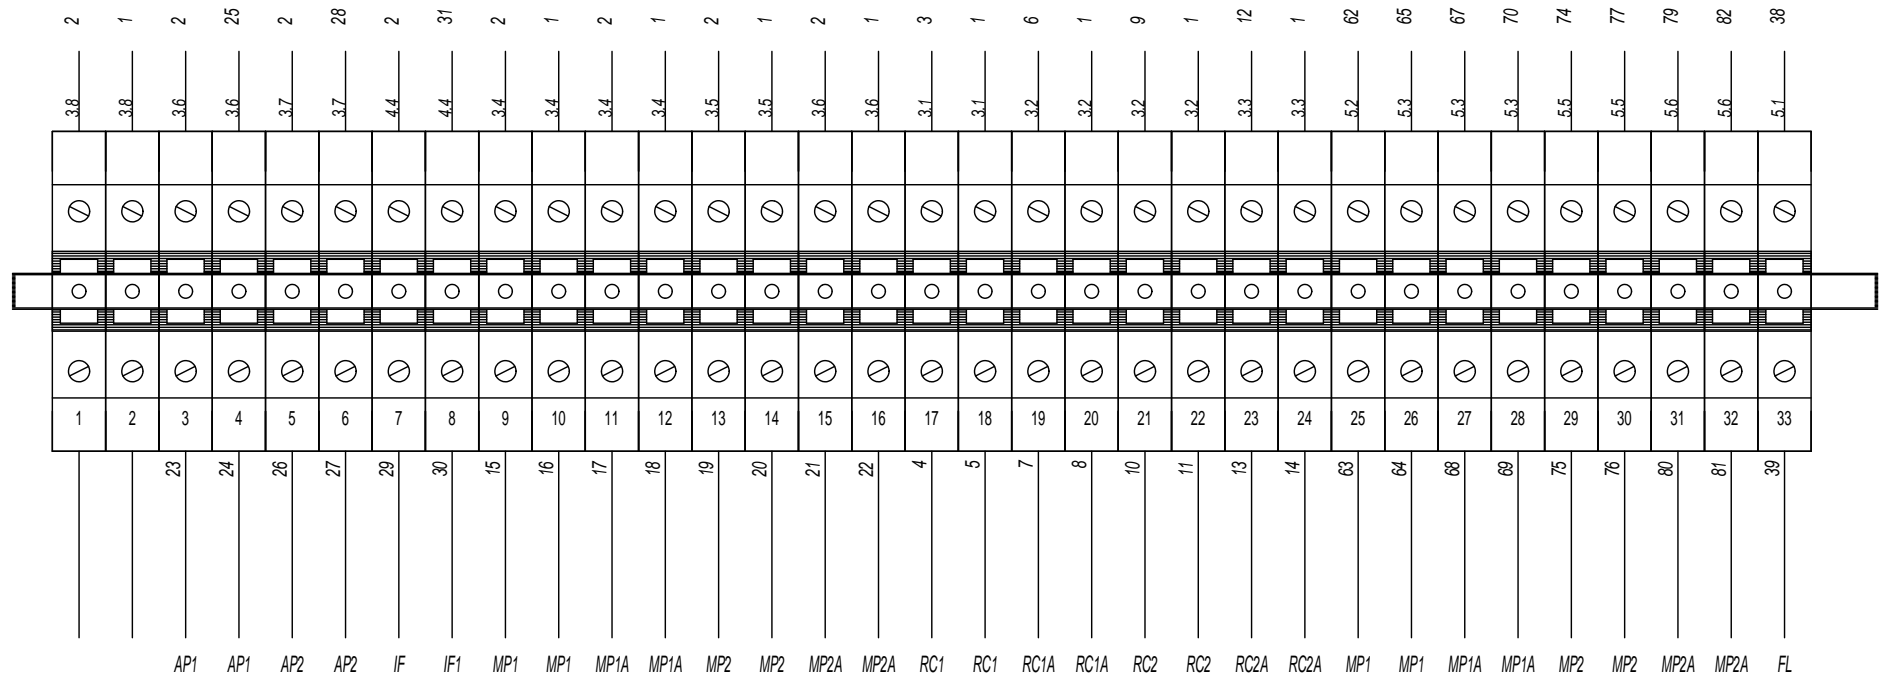 2 1 2 25 2 28 2 31 2 1 2 1 2 1 2 1 3 1 6 1 9 1 12 1 62 65 67 70 74 77 79 82 38
3.8 3.8 3.6 3.6 3.7 3.7 4.4 4.4 3.4 3.4 3.4 3.4 3.5 3.5 3.6 3.6 3.1 3.1 3.2 3.2 3.2 3.2 3.3 3.3 5.2 5.3 5.3 5.3 5.5 5.5 5.6 5.6 5.1
1 2 3 4 5 6 7 8 9 10 11 12 13 14 15 16 17 18 19 20 21 22 23 24 25 26 27 28 29 30 31 32 33
23 24 26 27 29 30 15 16 17 18 19 20 21 22 4 5 7 8 10 11 13 14 63 64 68 69 75 76 80 81 39
AP1 AP1 AP2 AP2 IF IF1 MP1 MP1 MP1A MP1A MP2 MP2 MP2A MP2A RC1 RC1 RC1A RC1A RC2 RC2 RC2A RC2A MP1 MP1 MP1A MP1A MP2 MP2 MP2A MP2A FL